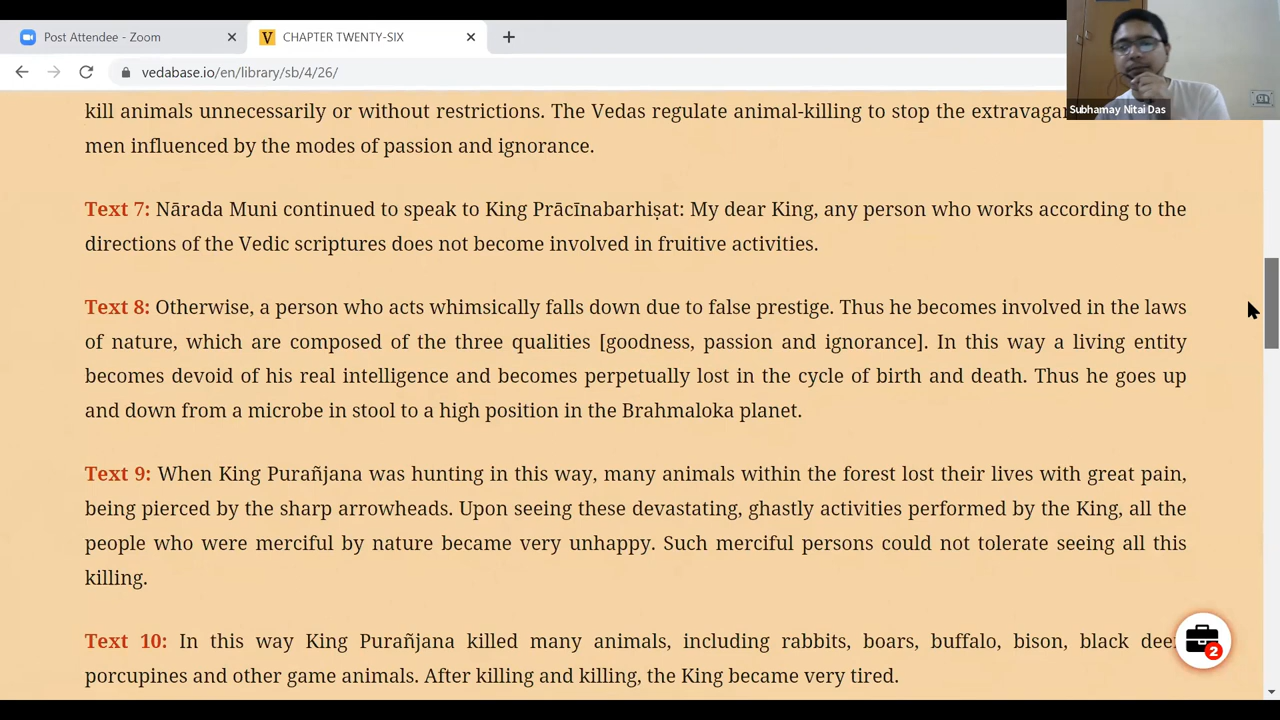 Post Attendee - Zoom
V CHAPTER TWENTY-SIX
vedabase.io/en/library/sb/4/26/
Subhamay Nitai Das
kill animals unnecessarily or without restrictions. The Vedas regulate animal-killing to stop the
men influenced by the modes of passion and ignorance.
Text 7: Nārada Muni continued to speak to King Prācīnabarhiṣat: My dear King, any person who works according to the
directions of the Vedic scriptures does not become involved in fruitive activities.
Text 8: Otherwise, a person who acts whimsically falls down due to false prestige. Thus he becomes involved in the laws
of nature, which are composed of the three qualities [goodness, passion and ignorance]. In this way a living entity
becomes devoid of his real intelligence and becomes perpetually lost in the cycle of birth and death. Thus he goes up
and down from a microbe in stool to a high position in the Brahmaloka planet.
Text 9: When King Purañjana was hunting in this way, many animals within the forest lost their lives with great pain,
being pierced by the sharp arrowheads. Upon seeing these devastating, ghastly activities performed by the King, all the
people who were merciful by nature became very unhappy. Such merciful persons could not tolerate seeing all this
killing.
Text 10: In this way King Purañjana killed many animals, including rabbits, boars, buffalo, bison, black
porcupines and other game animals. After killing and killing, the King became very tired.
2